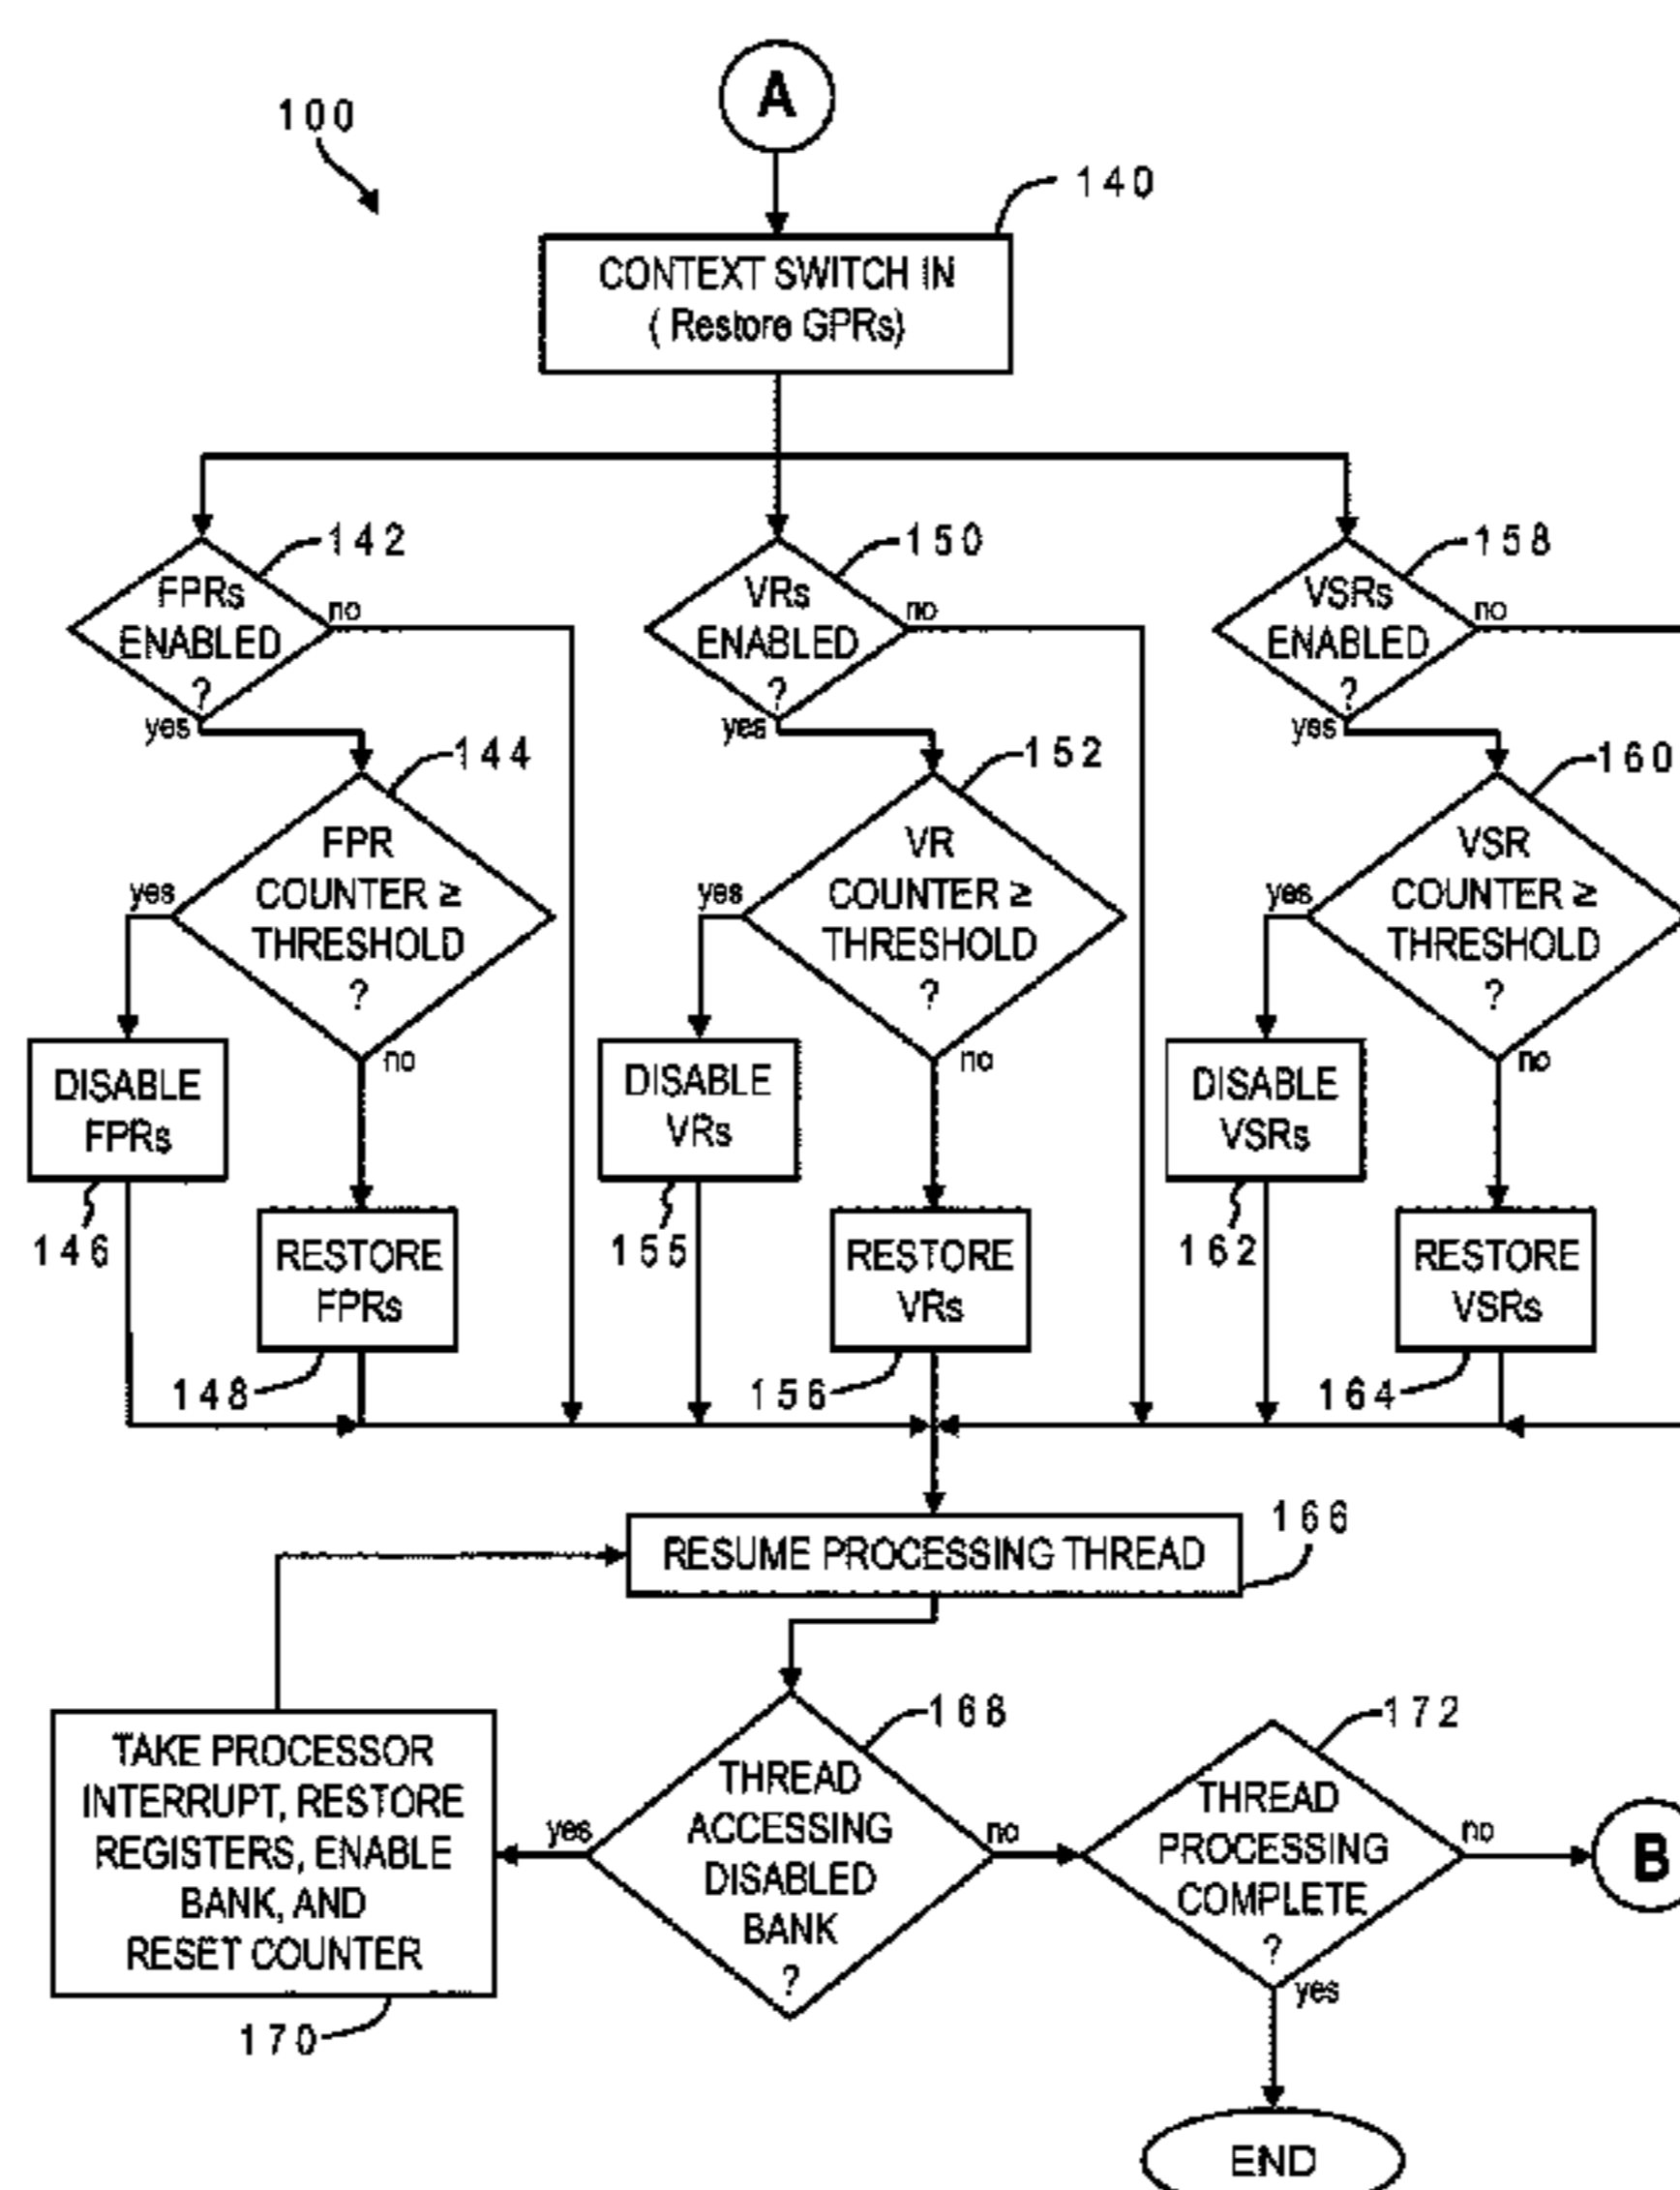 A
100
140
CONTEXT SWITCH IN
( Restore GPRs)
142
150
158
FPRs
ENABLED
?
no
yes
VRs
ENABLED
?
no
yes
VSRs
ENABLED
?
no
yes
144
152
160
FPR
COUNTER ≥
THRESHOLD
?
yes
no
VR
COUNTER ≥
THRESHOLD
?
yes
no
VSR
COUNTER ≥
THRESHOLD
?
yes
no
DISABLE
FPRs
DISABLE
VRs
DISABLE
VSRs
146
155
162
RESTORE
FPRs
RESTORE
VRs
RESTORE
VSRs
148
156
164
RESUME PROCESSING THREAD
166
168
172
TAKE PROCESSOR
INTERRUPT, RESTORE
REGISTERS, ENABLE
BANK, AND
RESET COUNTER
170
yes
THREAD
ACCESSING
DISABLED
BANK
?
no
THREAD
PROCESSING
COMPLETE
?
no
yes
B
END